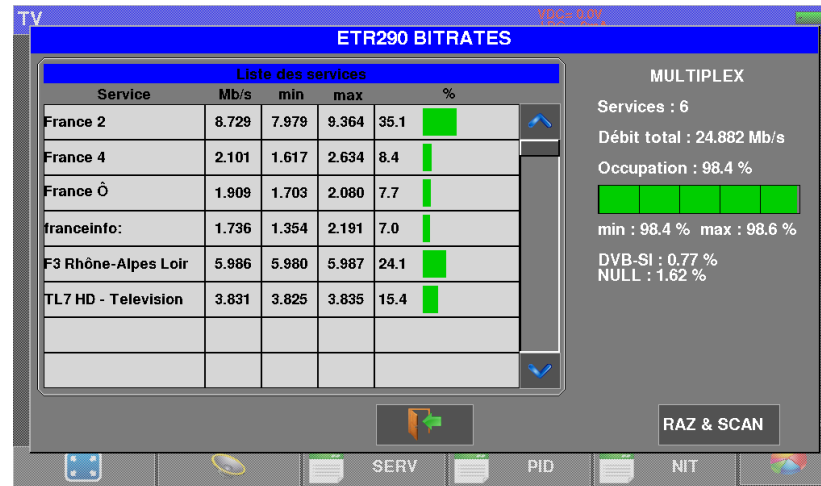 TV
VDC= 0.0V
ETR290 BITRATES
Liste des services
Service Mb/s min max %
France 2 8.729 7.979 9.364 35.1
France 4 2.101 1.617 2.634 8.4
France Ô 1.909 1.703 2.080 7.7
franceinfo: 1.736 1.354 2.191 7.0
F3 Rhône-Alpes Loir 5.986 5.980 5.987 24.1
TL7 HD - Television 3.831 3.825 3.835 15.4
MULTIPLEX
Services : 6
Débit total : 24.882 Mb/s
Occupation : 98.4 %
min : 98.4 % max : 98.6 %
DVB-SI : 0.77 %
NULL : 1.62 %
RAZ & SCAN
SERV PID NIT